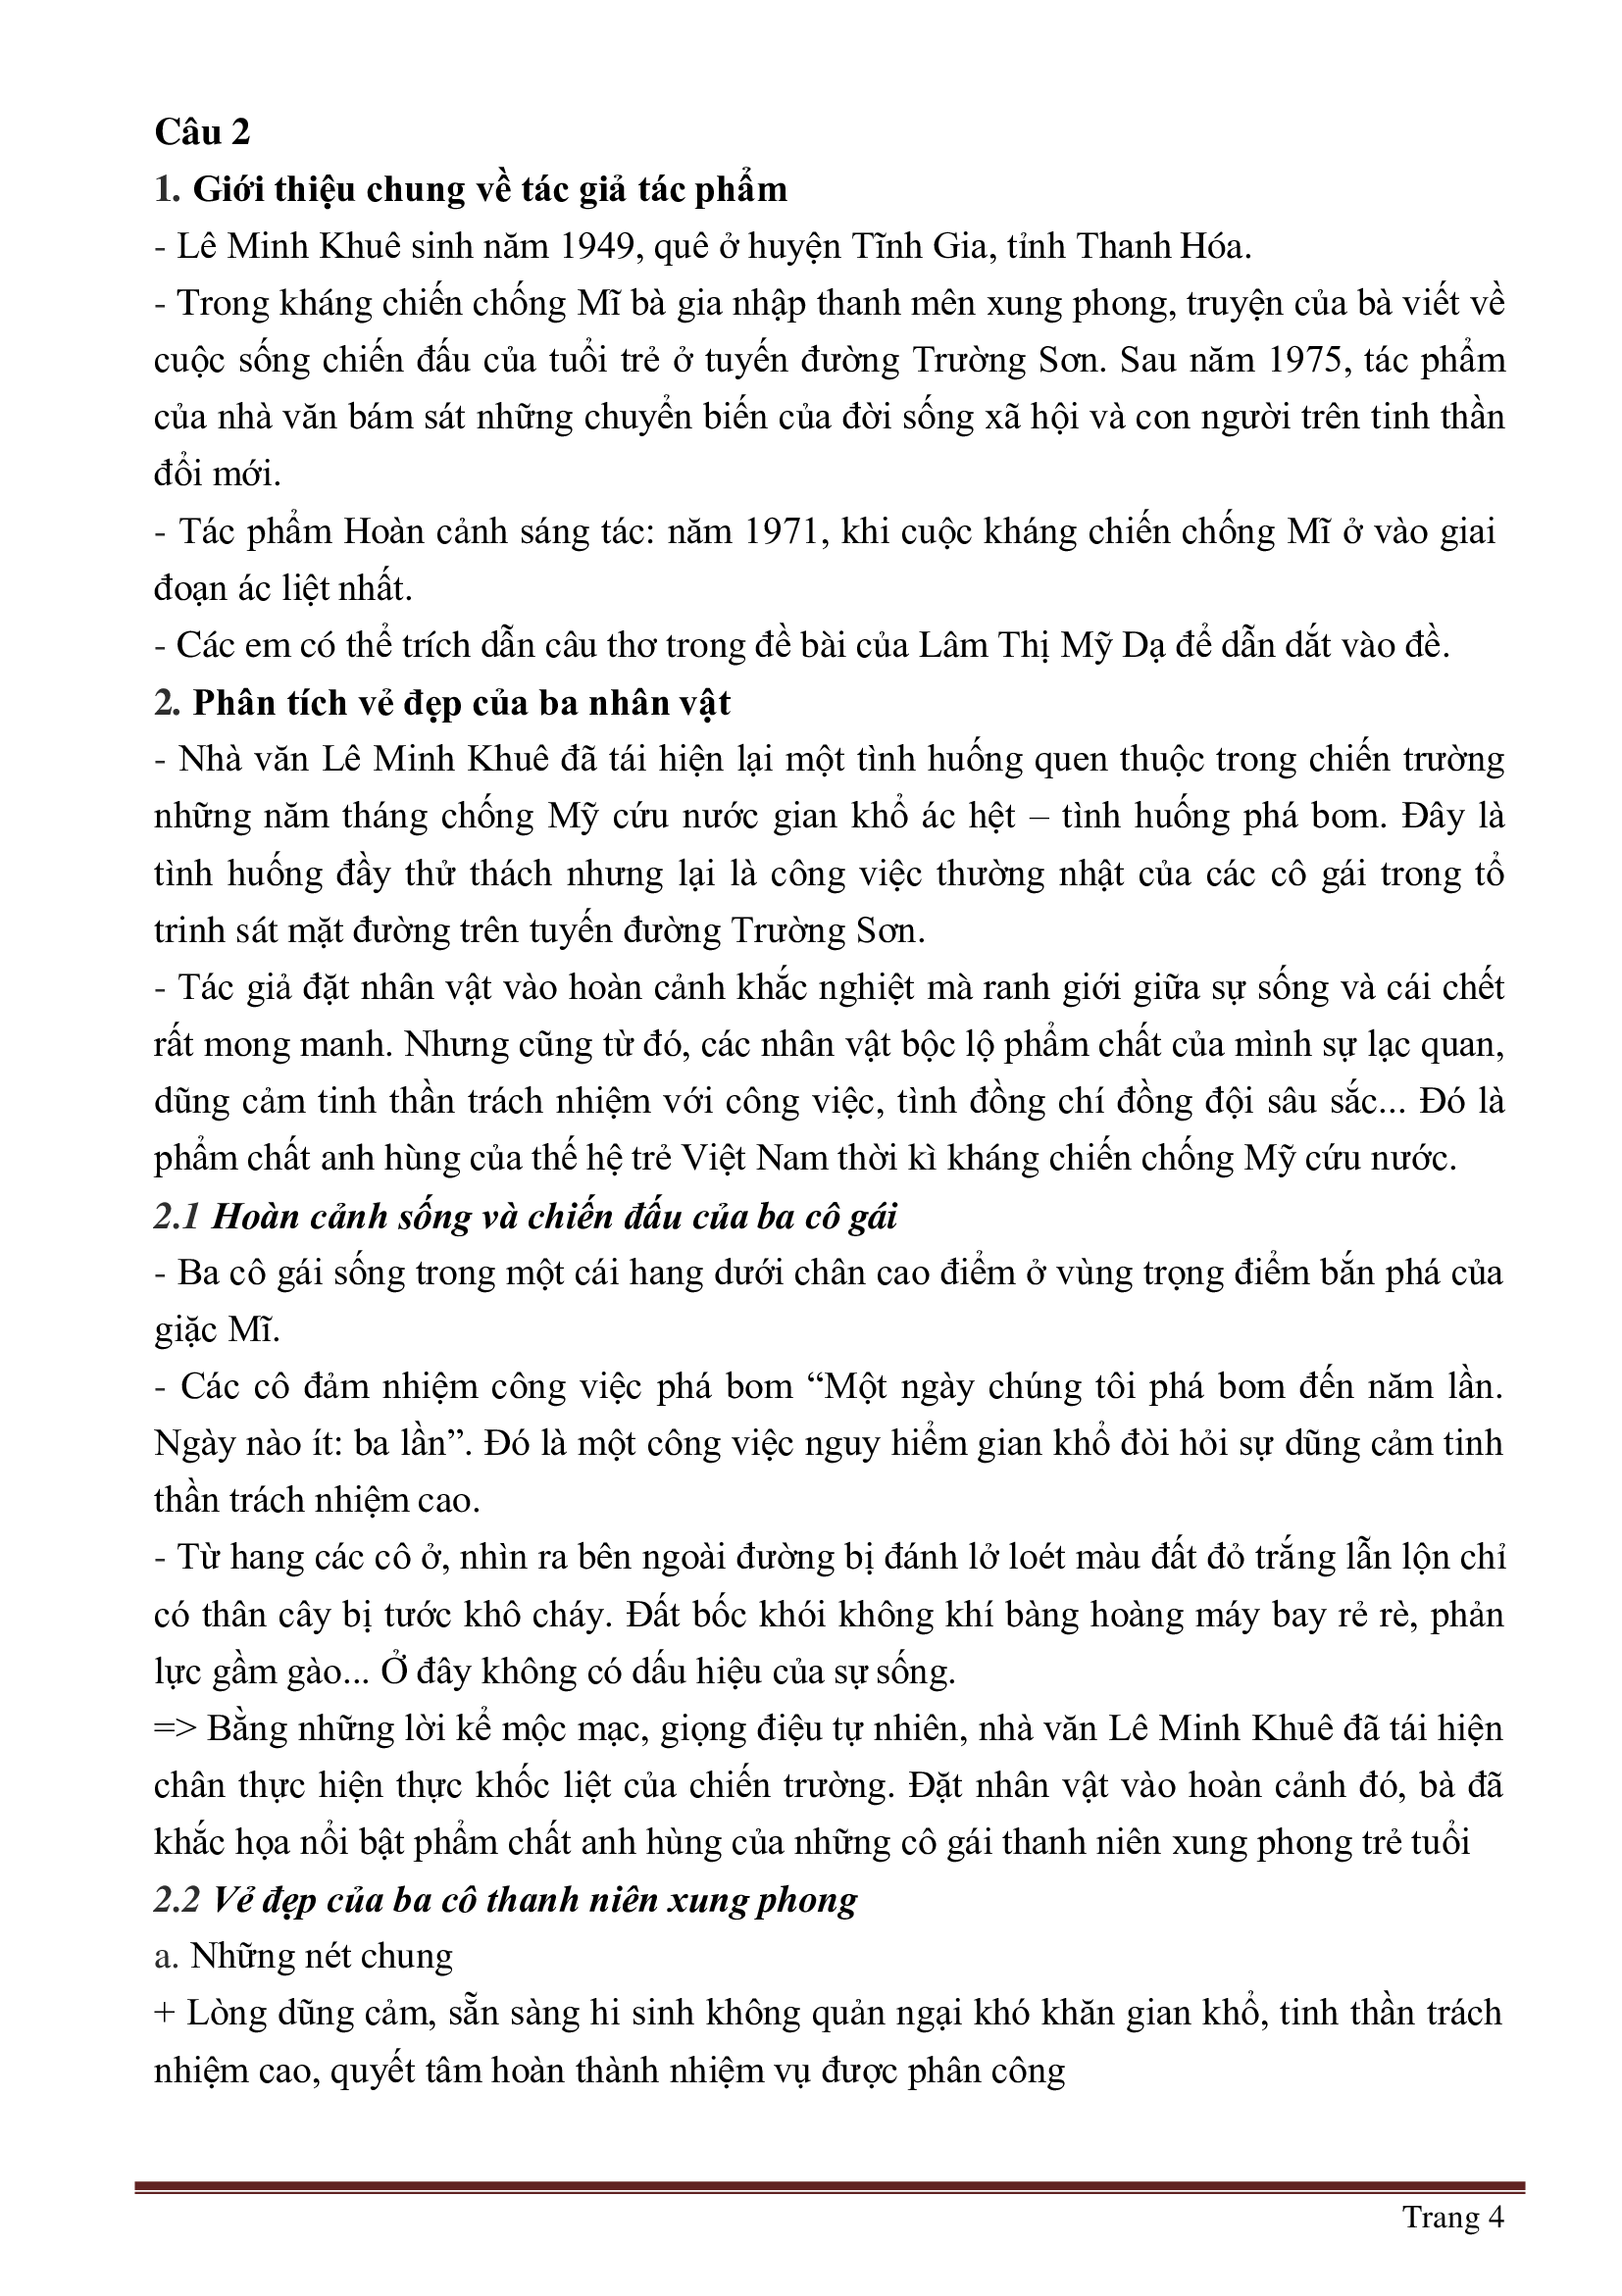 Câu 2
1. Giới thiệu chung về tác giả tác phẩm
- Lê Minh Khuê sinh năm 1949, quê ở huyện Tĩnh Gia, tỉnh Thanh Hóa.
- Trong kháng chiến chống Mĩ bà gia nhập thanh mên xung phong, truyện của bà viết về
cuộc sống chiến đấu của tuổi trẻ ở tuyến đường Trường Sơn. Sau năm 1975, tác phẩm
của nhà văn bám sát những chuyển biến của đời sống xã hội và con người trên tinh thần
đổi mới.
- Tác phẩm Hoàn cảnh sáng tác: năm 1971, khi cuộc kháng chiến chống Mĩ ở vào giai
đoạn ác liệt nhất.
- Các em có thể trích dẫn câu thơ trong đề bài của Lâm Thị Mỹ Dạ để dẫn dắt vào đề.
2. Phân tích vẻ đẹp của ba nhân vật
- Nhà văn Lê Minh Khuê đã tái hiện lại một tình huống quen thuộc trong chiến trường
những năm tháng chống Mỹ cứu nước gian khổ ác hệt – tình huống phá bom. Đây là
tình huống đầy thử thách nhưng lại là công việc thường nhật của các cô gái trong tổ
trinh sát mặt đường trên tuyến đường Trường Sơn.
- Tác giả đặt nhân vật vào hoàn cảnh khắc nghiệt mà ranh giới giữa sự sống và cái chết
rất mong manh. Nhưng cũng từ đó, các nhân vật bộc lộ phẩm chất của mình sự lạc quan,
dũng cảm tinh thần trách nhiệm với công việc, tình đồng chí đồng đội sâu sắc... Đó là
phẩm chất anh hùng của thế hệ trẻ Việt Nam thời kì kháng chiến chống Mỹ cứu nước.
2.1 Hoàn cảnh sống và chiến đấu của ba cô gái
- Ba cô gái sống trong một cái hang dưới chân cao điểm ở vùng trọng điểm bắn phá của
giặc Mĩ.
- Các cô đảm nhiệm công việc phá bom “Một ngày chúng tôi phá bom đến năm lần.
Ngày nào ít: ba lần”. Đó là một công việc nguy hiểm gian khổ đòi hỏi sự dũng cảm tinh
thần trách nhiệm cao.
- Từ hang các cô ở, nhìn ra bên ngoài đường bị đánh lở loét màu đất đỏ trắng lẫn lộn chỉ
có thân cây bị tước khô cháy. Đất bốc khói không khí bàng hoàng máy bay rẻ rè, phản
lực gầm gào... Ở đây không có dấu hiệu của sự sống.
=> Bằng những lời kể mộc mạc, giọng điệu tự nhiên, nhà văn Lê Minh Khuê đã tái hiện
chân thực hiện thực khốc liệt của chiến trường. Đặt nhân vật vào hoàn cảnh đó, bà đã
khắc họa nổi bật phẩm chất anh hùng của những cô gái thanh niên xung phong trẻ tuổi
2.2 Vẻ đẹp của ba cô thanh niên xung phong
a. Những nét chung
+ Lòng dũng cảm, sẵn sàng hi sinh không quản ngại khó khăn gian khổ, tinh thần trách
nhiệm cao, quyết tâm hoàn thành nhiệm vụ được phân công
Trang 4